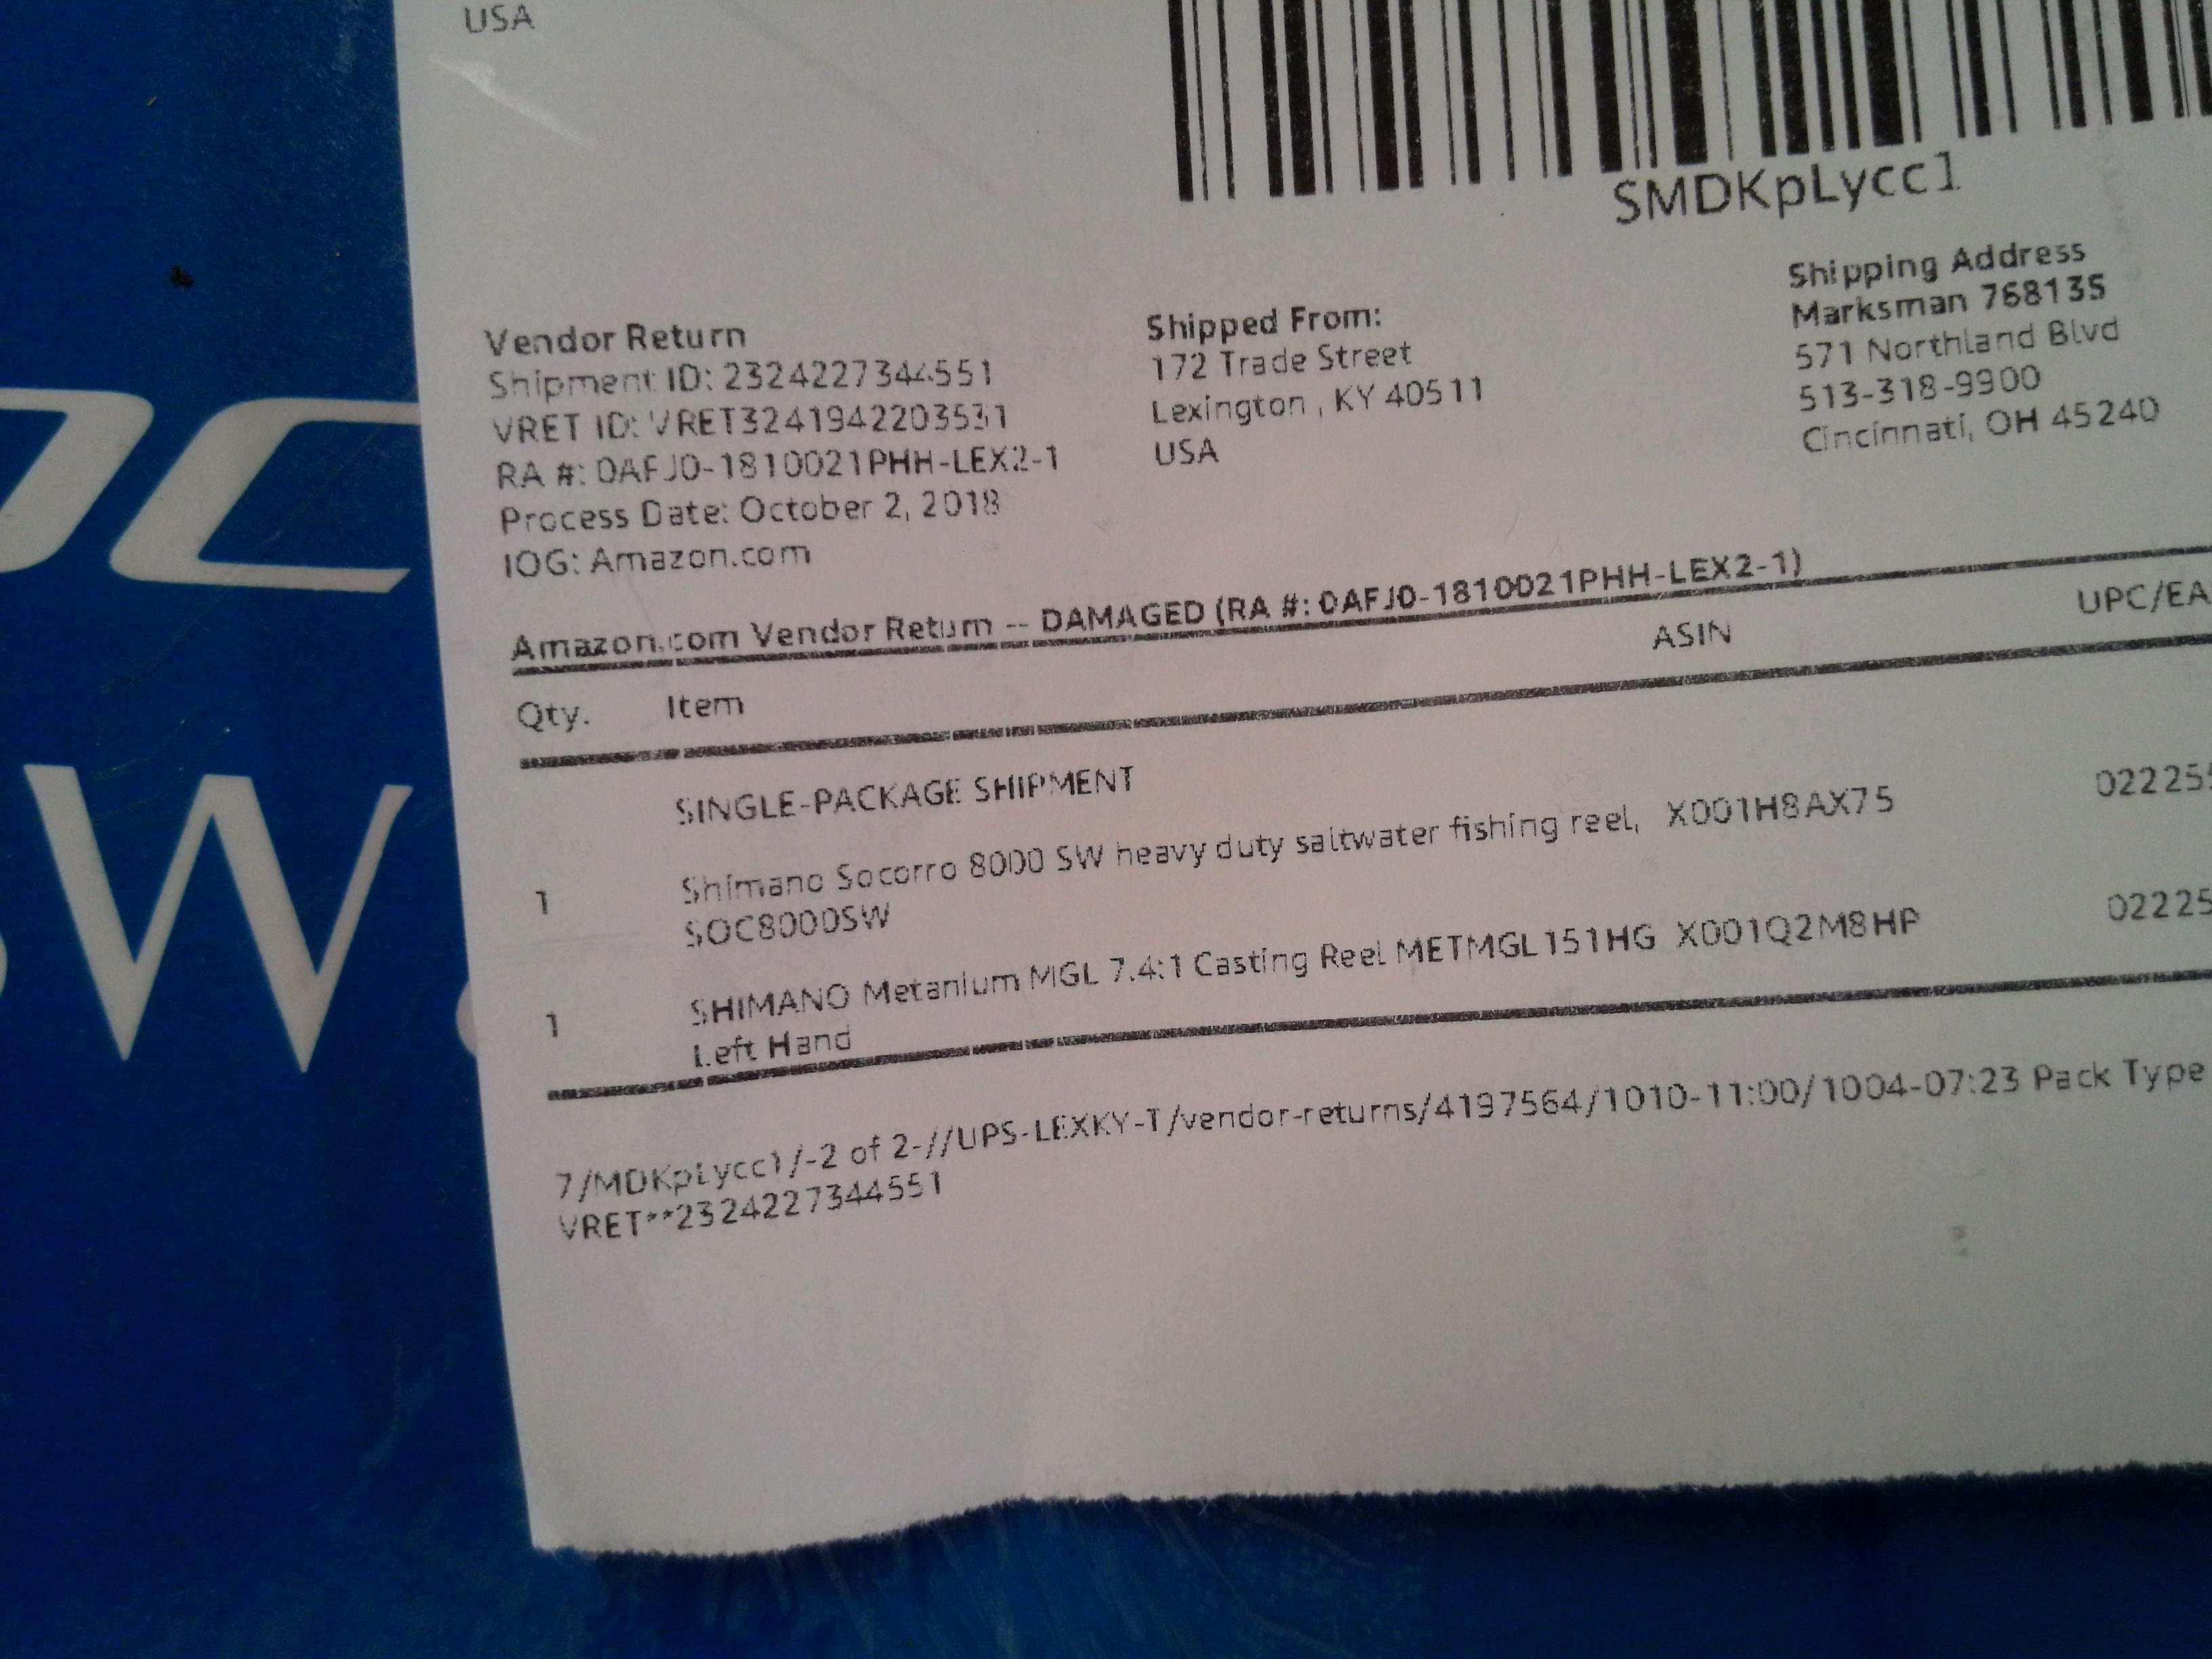 USA
SMDKpLycc1
Vendor Return
Shipment ID: 2324227344551
VRET ID: VRET3241942203531
RA #: 0AFJ0-1810021PHH-LEX2-1
Process Date: October 2, 2018
IOG: Amazon.com
Shipped From:
172 Trade Street
Lexington , KY 40511
USA
Shipping Address
Marksman 768135
571 Northland Blvd
513-318-9900
Cincinnati, OH 45240
Amazon.com Vendor Return -- DAMAGED (RA #: 0AFJ0-1810021PHH-LEX2-1)
Qty. Item ASIN UPC/EA
SINGLE-PACKAGE SHIPMENT
1 Shimano Socorro 8000 SW heavy duty saltwater fishing reel, X001H8AX75 02225
SOC8000SW
1 SHIMANO Metanium MGL 7.4:1 Casting Reel METMGL151HG X001Q2M8HP 02225
Left Hand
7/MDKpLycc1/-2 of 2-//UPS-LEXKY-T/vendor-returns/4197564/1010-11:00/1004-07:23 Pack Type
VRET**2324227344551
W